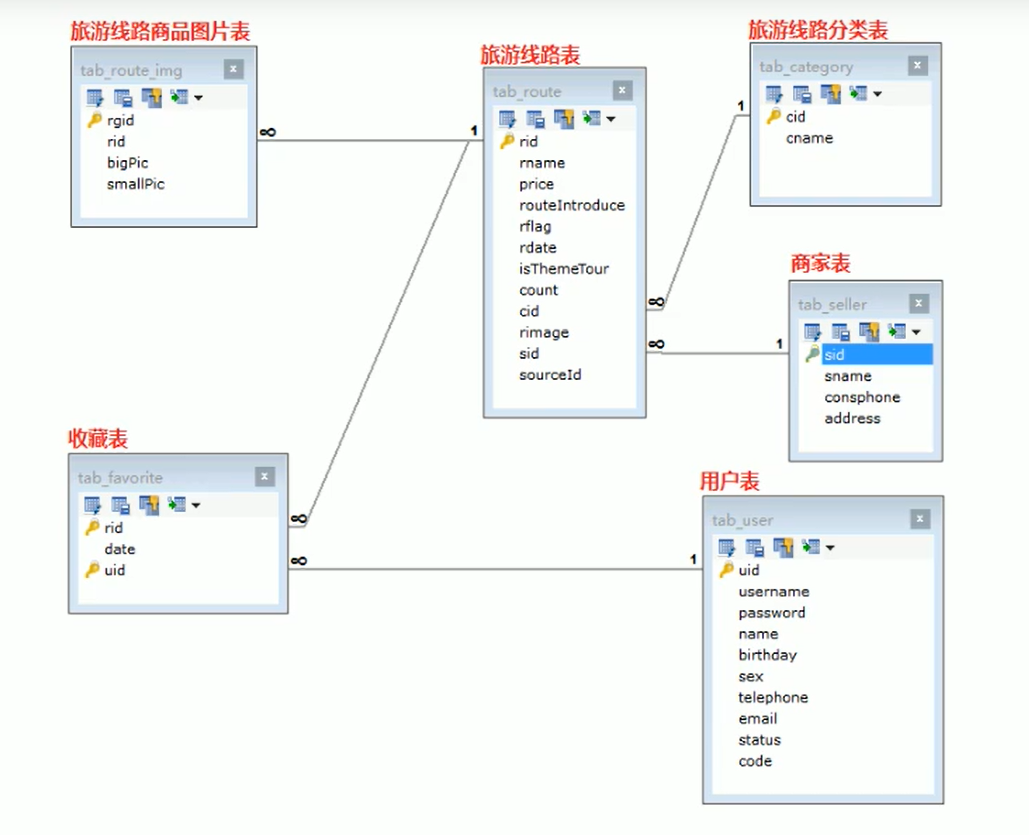 旅游线路商品图片表
tab_route_img
rgid
rid
bigPic
smallPic
∞
1
旅游线路表
tab_route
rid
rname
price
routeIntroduce
rflag
rdate
isThemeTour
count
cid
rimage
sid
sourceId
∞
∞
旅游线路分类表
tab_category
1
cid
cname
商家表
tab_seller
1
sid
sname
consphone
address
收藏表
tab_favorite
rid
date
uid
∞
∞
用户表
tab_user
1
uid
username
password
name
birthday
sex
telephone
email
status
code